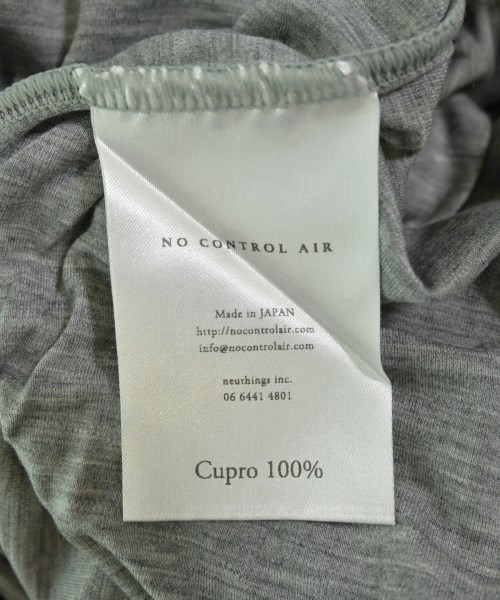 NO CONTROL AIR
Made in JAPAN
http://nocontrolair.com
info@nocontrolair.com
neuthings inc.
06 6441 4801
Cupro 100%